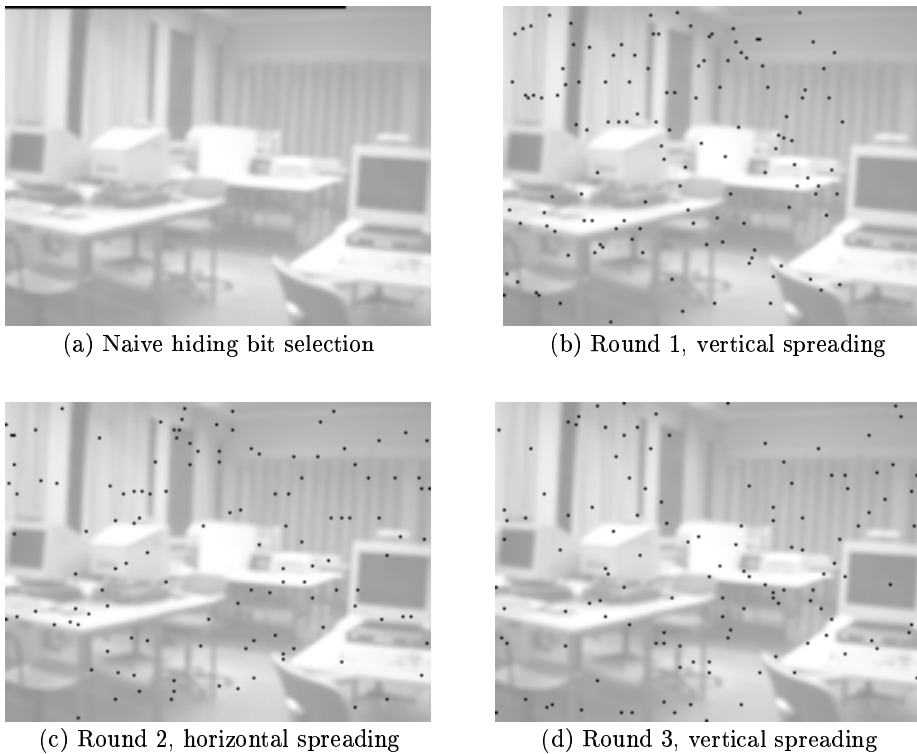 (a) Naive hiding bit selection
(b) Round 1, vertical spreading
(c) Round 2, horizontal spreading
(d) Round 3, vertical spreading